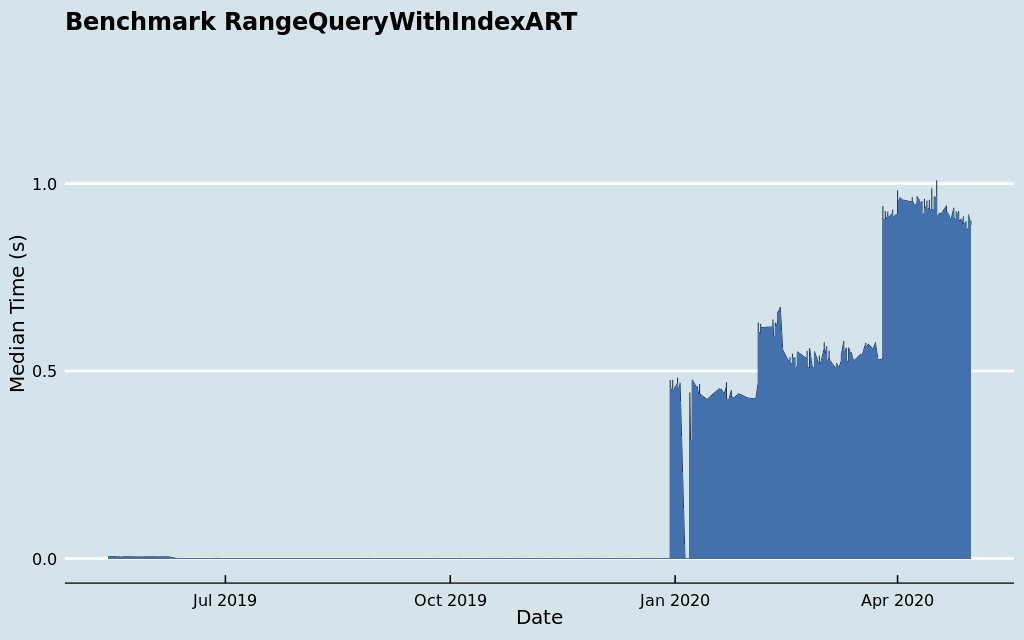 Benchmark RangeQueryWithIndexART
Median Time (s)
1.0
0.5
0.0
Jul 2019
Oct 2019
Jan 2020
Apr 2020
Date